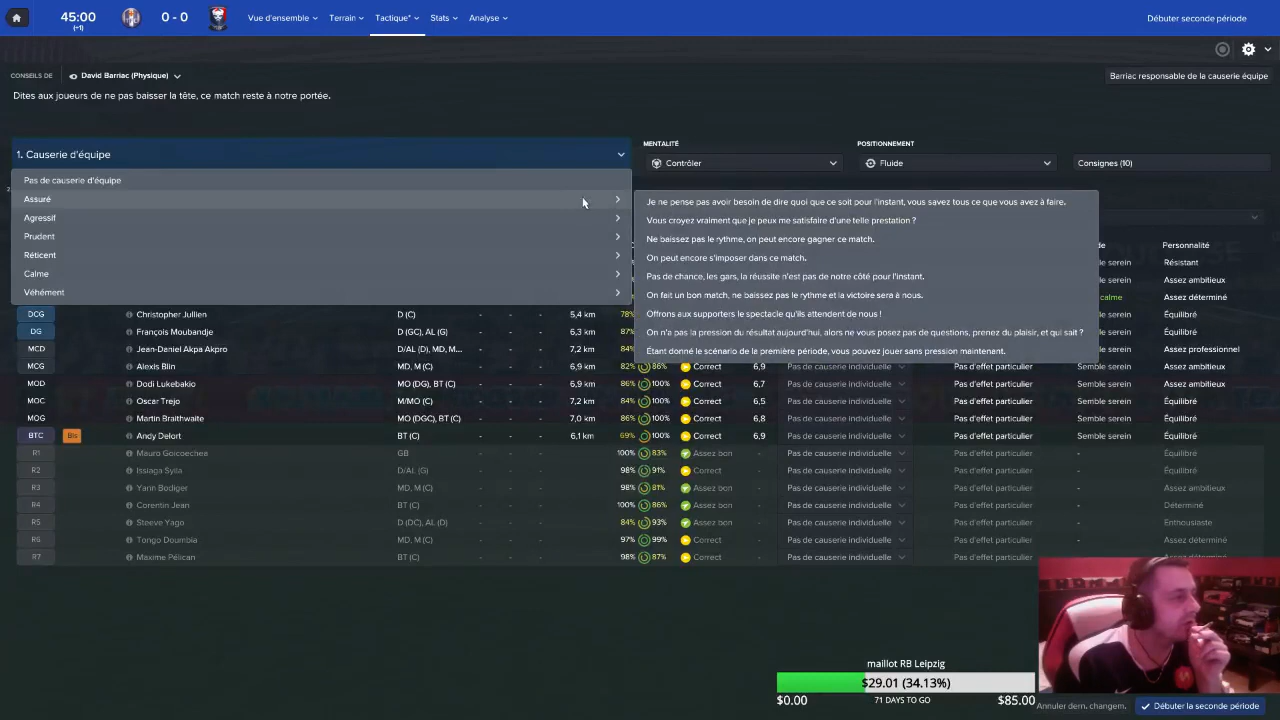 45:00
(+1)
0 - 0
Vue d'ensemble
Terrain
Tactique*
Stats
Analyse
Débuter seconde période
CONSEILS DE
David Barriac (Physique)
Barriac responsable de la causerie équipe
Dites aux joueurs de ne pas baisser la tête, ce match reste à notre portée.
1. Causerie d'équipe
MENTALITÉ
Contrôler
POSITIONNEMENT
Fluide
Consignes (10)
Pas de causerie d'équipe
Assuré
Agressif
Prudent
Réticent
Calme
Véhément
Je ne pense pas avoir besoin de dire quoi que ce soit pour l'instant, vous savez tous ce que vous avez à faire.
Vous croyez vraiment que je peux me satisfaire d'une telle prestation ?
Ne baissez pas le rythme, on peut encore gagner ce match.
On peut encore s'imposer dans ce match.
Pas de chance, les gars, la réussite n'est pas de notre côté pour l'instant.
On fait un bon match, ne baissez pas le rythme et la victoire sera à nous.
Offrons aux supporters le spectacle qu'ils attendent de nous !
On n'a pas la pression du résultat aujourd'hui, alors ne vous posez pas de questions, prenez du plaisir, et qui sait ?
Étant donné le scénario de la première période, vous pouvez jouer sans pression maintenant.
Personnalité
Semble serein Résistant
Semble serein Assez ambitieux
calme Assez déterminé
DCG Christopher Jullien D (C) - - - 5,4 km 78% Semble serein Assez ambitieux
DG François Moubandje D (C), AL (G) - - - 6,3 km 87% Semble serein Équilibré
MCD Jean-Daniel Akpa Akpro D/AL (D), M... - - - 7,2 km Semble serein Assez professionnel
MCG Alexis Blin MD, M (C) - - - 6,9 km 82% 86% Correct 6,9 Pas de causerie individuelle Pas d'effet particulier Semble serein Assez ambitieux
MOD Dodi Lukebakio MO (DG), BT (C) - - - 6,9 km 86% 100% Correct 6,7 Pas de causerie individuelle Pas d'effet particulier Semble serein Assez ambitieux
MOC Oscar Trejo M/MO (C) - - - 7,2 km 84% 100% Correct 6,5 Pas de causerie individuelle Pas d'effet particulier Semble serein Équilibré
MOG Martin Braithwaite MO (DGC), BT (C) - - - 7,0 km 86% 100% Correct 6,8 Pas de causerie individuelle Pas d'effet particulier Semble serein Équilibré
BTC Bls Andy Delort BT (C) - - - 6,1 km 69% 100% Correct 6,9 Pas de causerie individuelle Pas d'effet particulier Semble serein Équilibré
R1 Mauro Goicoechea GB - - - 100% 83% Assez bon - Pas de causerie individuelle Pas d'effet particulier - Équilibré
R2 Issiaga Sylla D/AL (G) - - - 98% 91% Correct - Pas de causerie individuelle Pas d'effet particulier - Équilibré
R3 Yann Bodiger MD, M (C) - - - 98% 81% Assez bon - Pas de causerie individuelle Pas d'effet particulier - Assez ambitieux
R4 Corentin Jean BT (C) - - - 100% 86% Assez bon - Pas de causerie individuelle Pas d'effet particulier - Déterminé
R5 Steeve Yago D (DC), AL (D) - - - 84% 93% Assez bon - Pas de causerie individuelle Pas d'effet particulier - Enthousiaste
R6 Tongo Doumbia MD, M (C) - - - 97% 99% Correct - Pas de causerie individuelle Pas d'effet particulier - Assez déterminé
R7 Maxime Pélican BT (C) - - - 98% 87% Correct - Pas de causerie individuelle Pas d'effet particulier - Assez déterminé
maillot RB Leipzig
$29.01 (34.13%)
$0.00 71 DAYS TO GO $85.00
Annuler dern. changem.
Débuter la seconde période